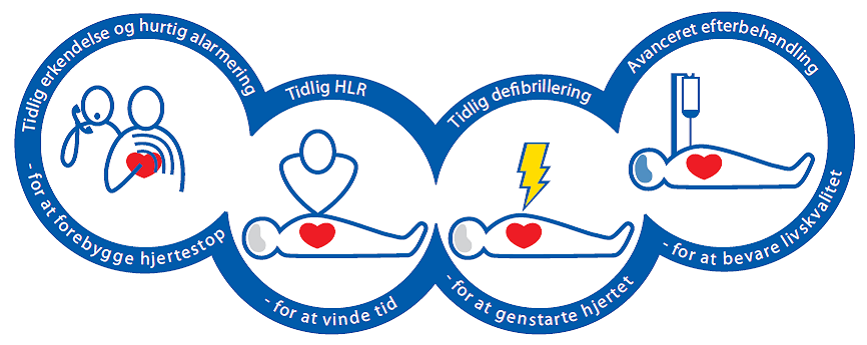 Tidlig erkendelse og hurtig alarmering
- for at forebygge hjertestop
Tidlig HLR
- for at vinde tid
Tidlig defibrillering
- for at genstarte hjertet
Avanceret efterbehandling
- for at bevare livskvalitet